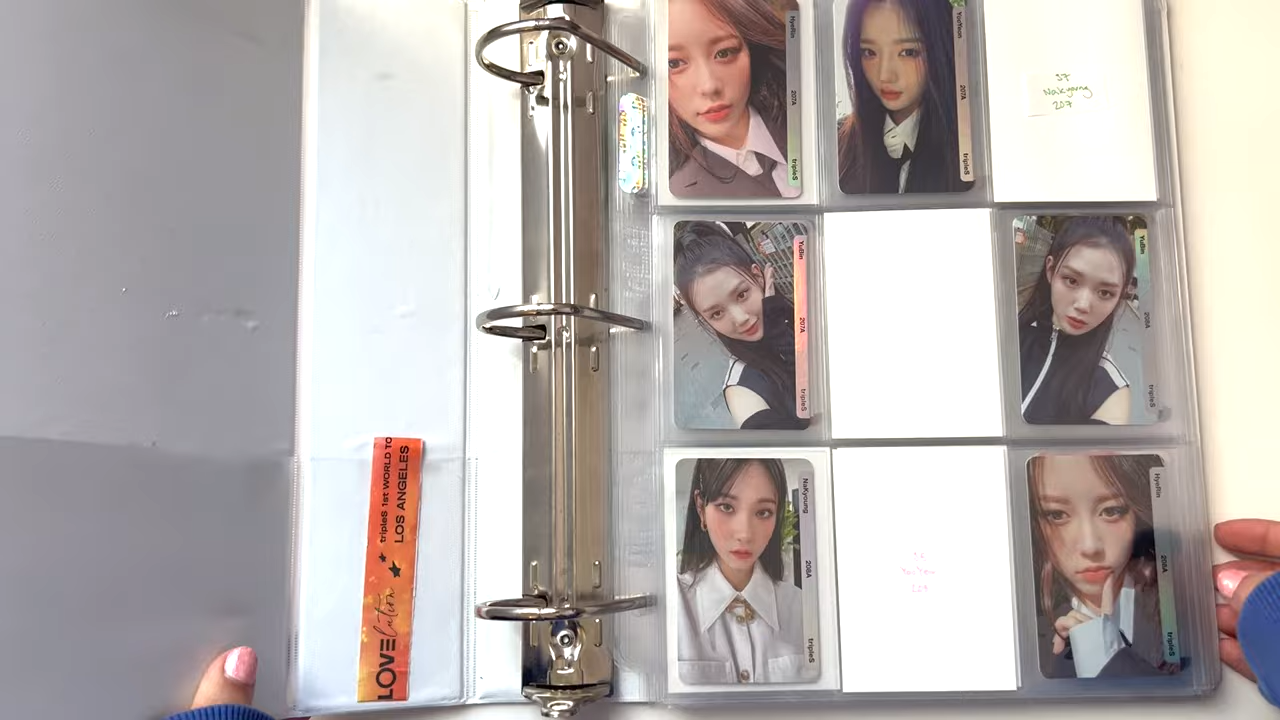 HyeRin 207A tripleS
YooYeon 207A tripleS
37
Nakyoung
207
YuBin 207A tripleS
YuBin 208A tripleS
NaKyoung 208A tripleS
HyeRin 208A tripleS
LOVElution
tripleS 1st WORLD TO
LOS ANGELES